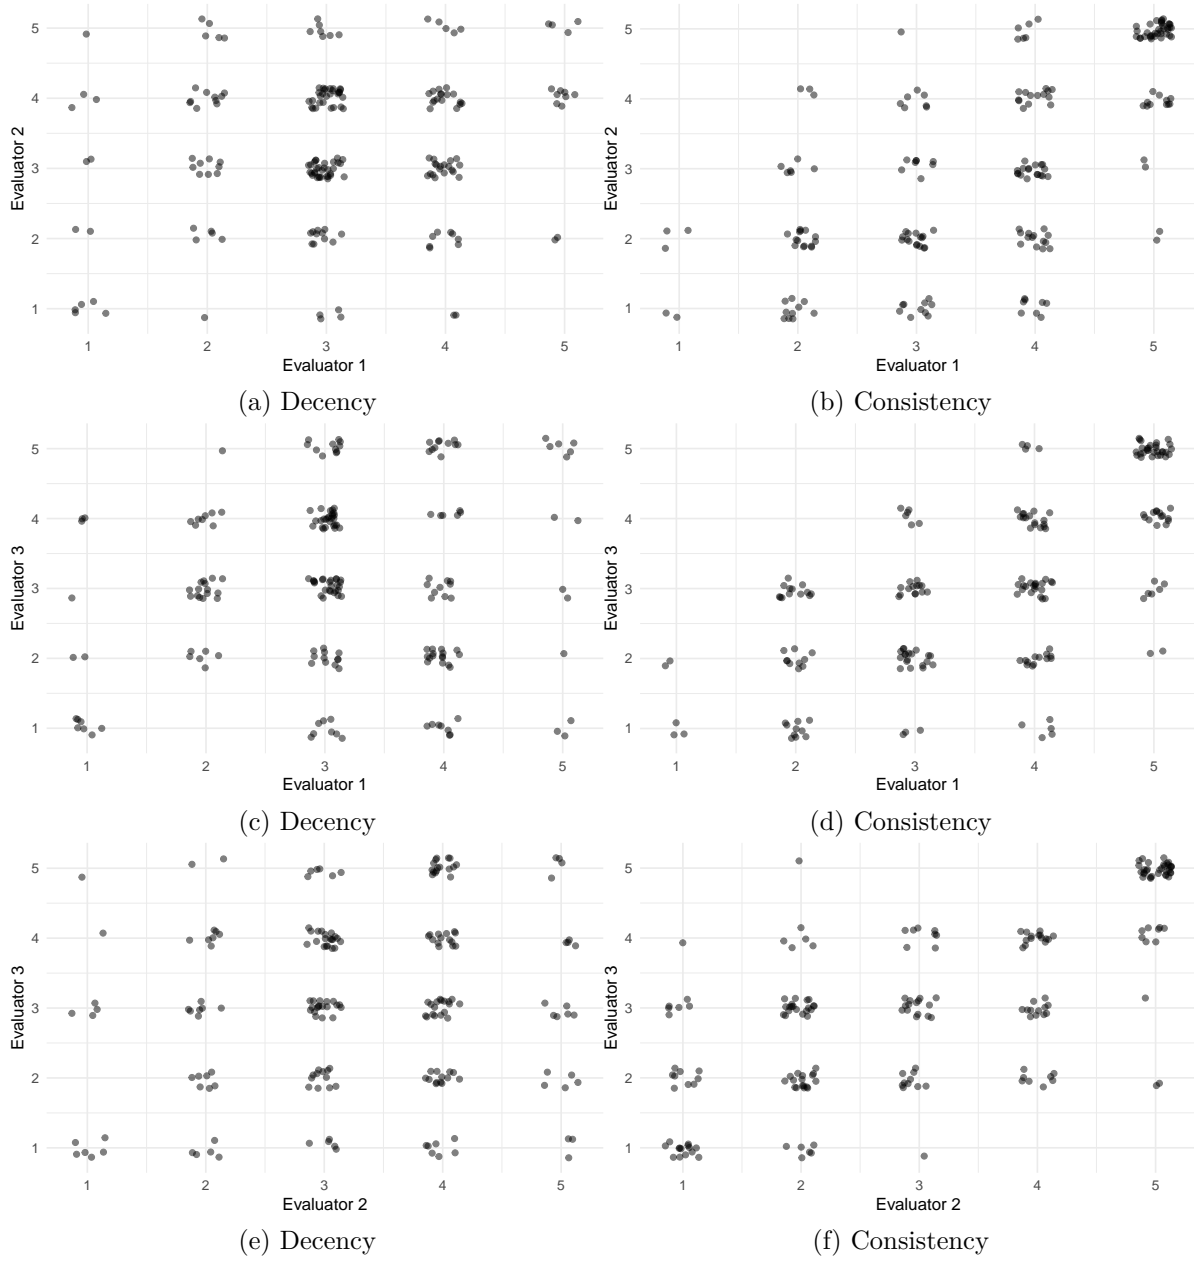 5
4
3
2
1
Evaluator 2
1 2 3 4 5
Evaluator 1
(a) Decency
5
4
3
2
1
Evaluator 2
1 2 3 4 5
Evaluator 1
(b) Consistency
5
4
3
2
1
Evaluator 3
1 2 3 4 5
Evaluator 1
(c) Decency
5
4
3
2
1
Evaluator 3
1 2 3 4 5
Evaluator 1
(d) Consistency
5
4
3
2
1
Evaluator 3
1 2 3 4 5
Evaluator 2
(e) Decency
5
4
3
2
1
Evaluator 3
1 2 3 4 5
Evaluator 2
(f) Consistency